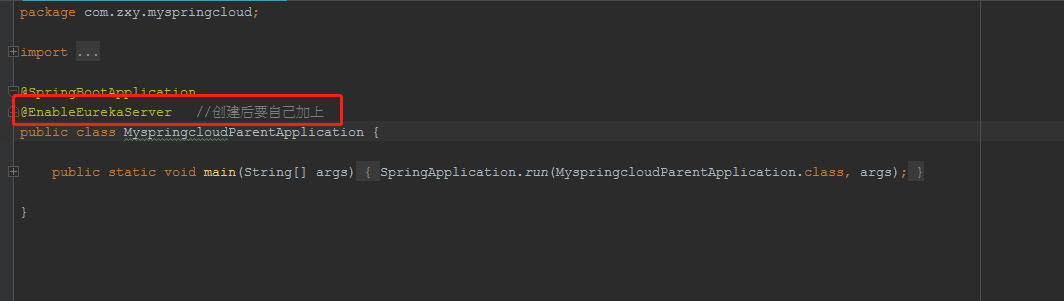 package com.zxy.myspringcloud;
import ...
@SpringBootApplication
@EnableEurekaServer //创建后要自己加上
public class MyspringcloudParentApplication {
public static void main(String[] args) { SpringApplication.run(MyspringcloudParentApplication.class, args); }
}